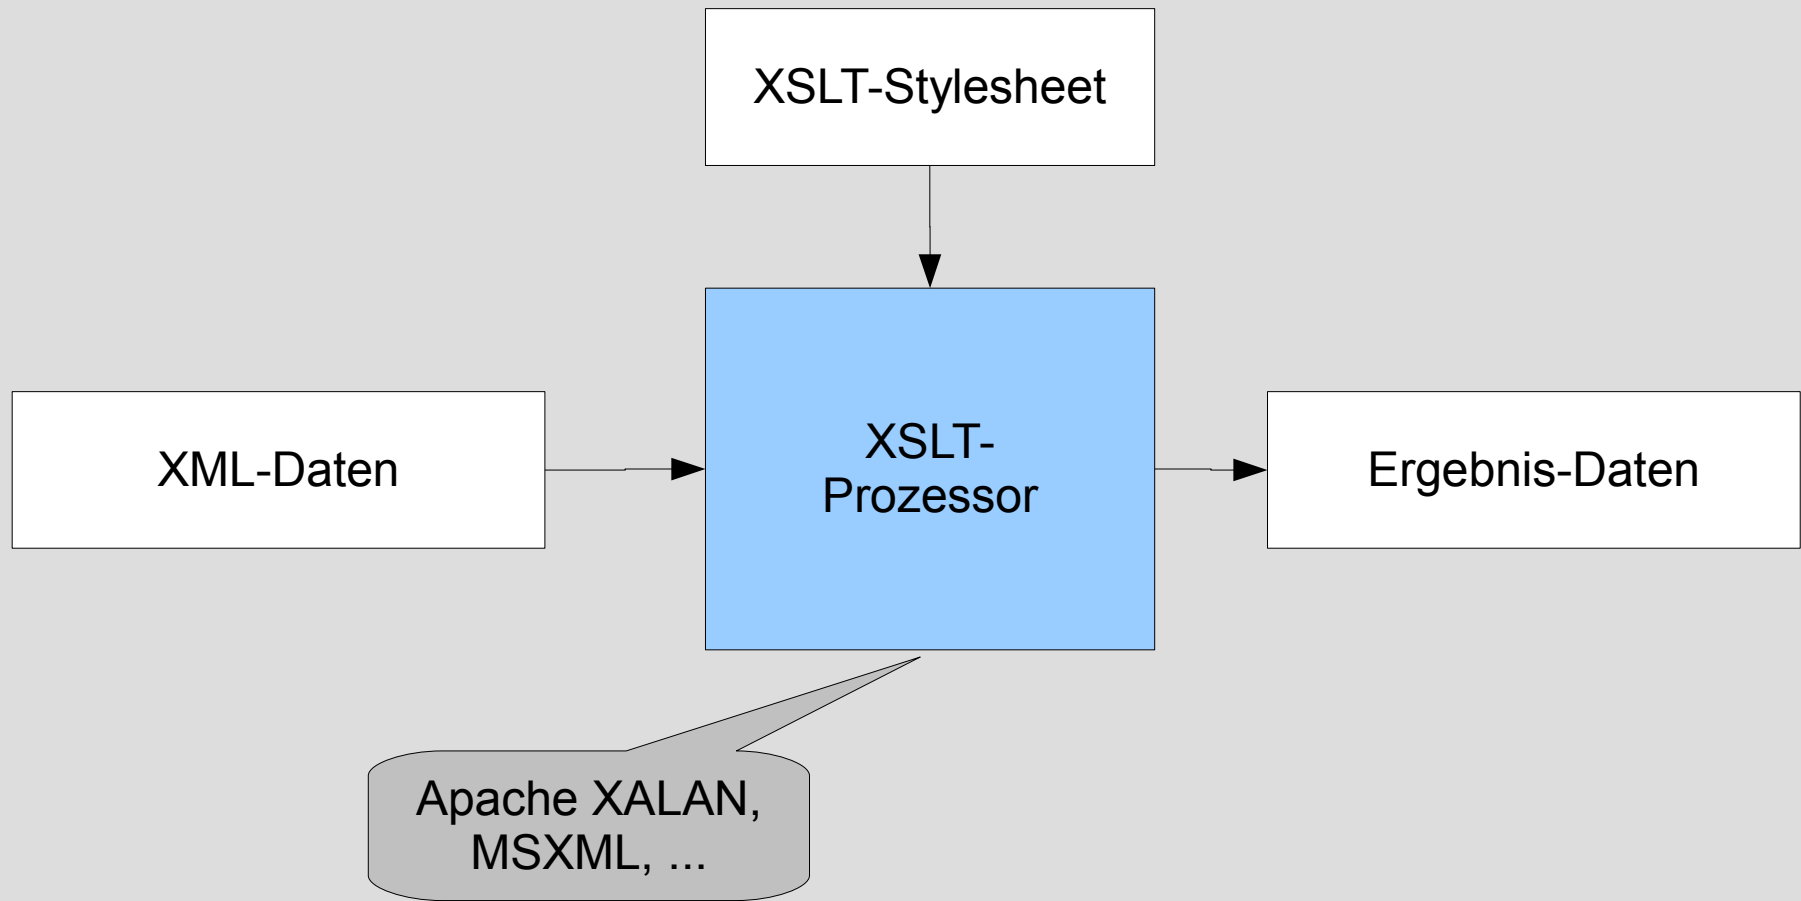 XSLT-Stylesheet
XML-Daten
XSLT-
Prozessor
Ergebnis-Daten
Apache XALAN,
MSXML, ...